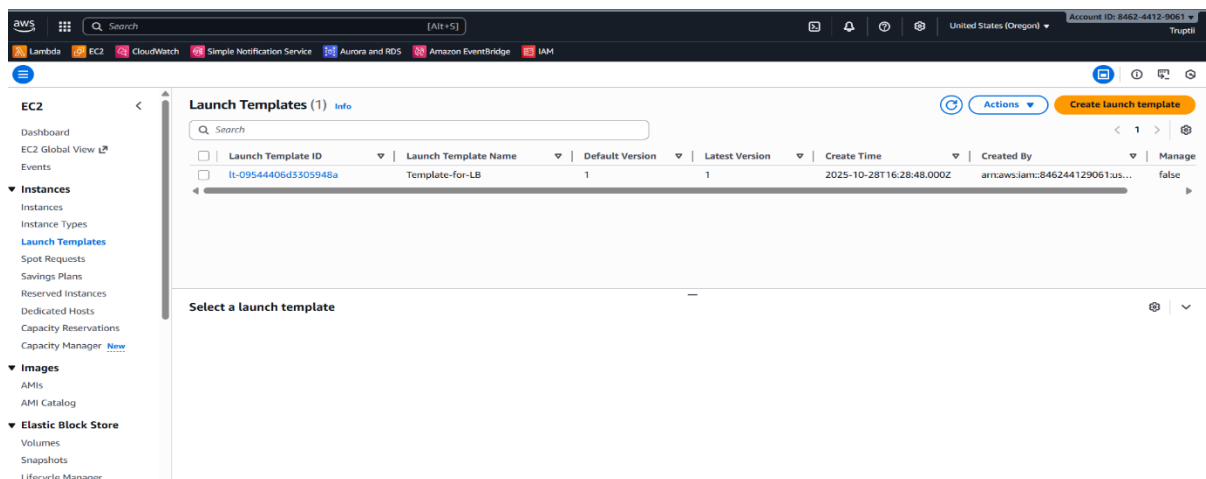 aws
Search [Alt+S] United States (Oregon) Account ID: 8462-4412-9061
Truptii
Lambda EC2 CloudWatch Simple Notification Service Aurora and RDS Amazon EventBridge IAM
EC2
Dashboard
EC2 Global View
Events
Instances
Instances
Instance Types
Launch Templates
Spot Requests
Savings Plans
Reserved Instances
Dedicated Hosts
Capacity Reservations
Capacity Manager New
Images
AMIs
AMI Catalog
Elastic Block Store
Volumes
Snapshots
Lifecycle Manager
Launch Templates (1) Info Actions Create launch template
Search 1
Launch Template ID Launch Template Name Default Version Latest Version Create Time Created By Manage
lt-09544406d3305948a Template-for-LB 1 1 2025-10-28T16:28:48.000Z arn:aws:iam::846244129061:us... false
Select a launch template